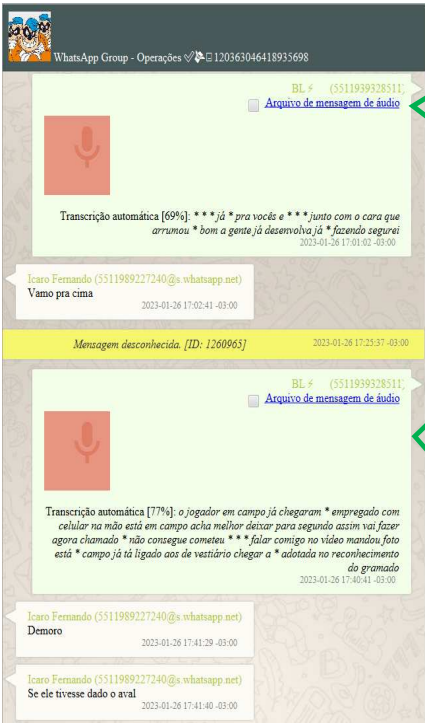 WhatsApp Group - Operações 120363046418935698
BL ⚡ (5511939328511)
Arquivo de mensagem de áudio
Transcrição automática [69%]: * * * já * pra vocês e * * * junto com o cara que
arrumou * bom a gente já desenvolva já * fazendo segurei
2023-01-26 17:01:02 -03:00
Icaro Fernando (5511989227240@s.whatsapp.net)
Vamo pra cima
2023-01-26 17:02:41 -03:00
Mensagem desconhecida. [ID: 1260965] 2023-01-26 17:25:37 -03:00
BL ⚡ (5511939328511)
Arquivo de mensagem de áudio
Transcrição automática [77%]: o jogador em campo já chegaram * empregado com
celular na mão está em campo acha melhor deixar para segundo assim vai fazer
agora chamado * não consegue cometeu * * * falar comigo no vídeo mandou foto
está * campo já tá ligado aos de vestiário chegar a * adotada no reconhecimento
do gramado
2023-01-26 17:40:41 -03:00
Icaro Fernando (5511989227240@s.whatsapp.net)
Demoro
2023-01-26 17:41:29 -03:00
Icaro Fernando (5511989227240@s.whatsapp.net)
Se ele tivesse dado o aval
2023-01-26 17:41:40 -03:00